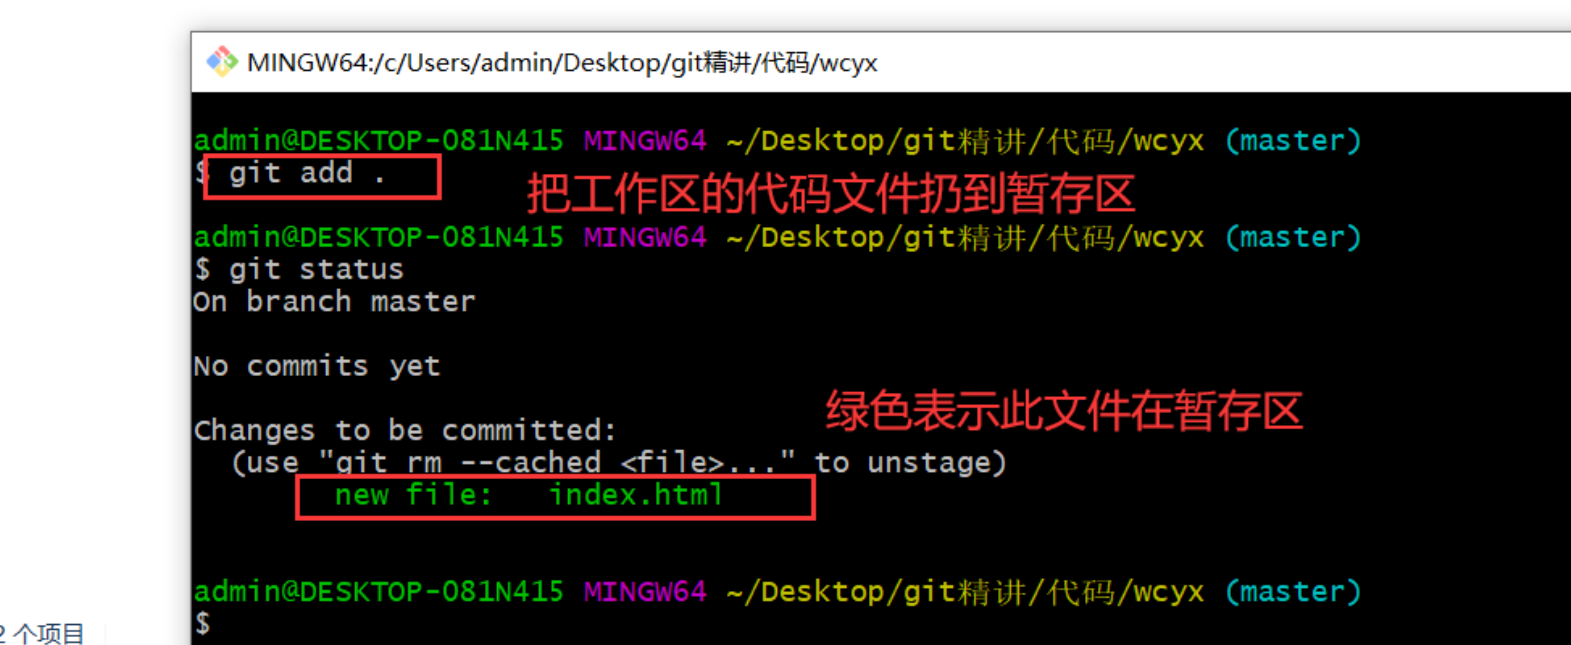 MINGW64:/c/Users/admin/Desktop/git精讲/代码/wcyx
admin@DESKTOP-081N415 MINGW64 ~/Desktop/git精讲/代码/wcyx (master)
$ git add .
把工作区的代码文件扔到暂存区
admin@DESKTOP-081N415 MINGW64 ~/Desktop/git精讲/代码/wcyx (master)
$ git status
On branch master
No commits yet
绿色表示此文件在暂存区
Changes to be committed:
(use "git rm --cached <file>..." to unstage)
new file: index.html
admin@DESKTOP-081N415 MINGW64 ~/Desktop/git精讲/代码/wcyx (master)
$
2 个项目